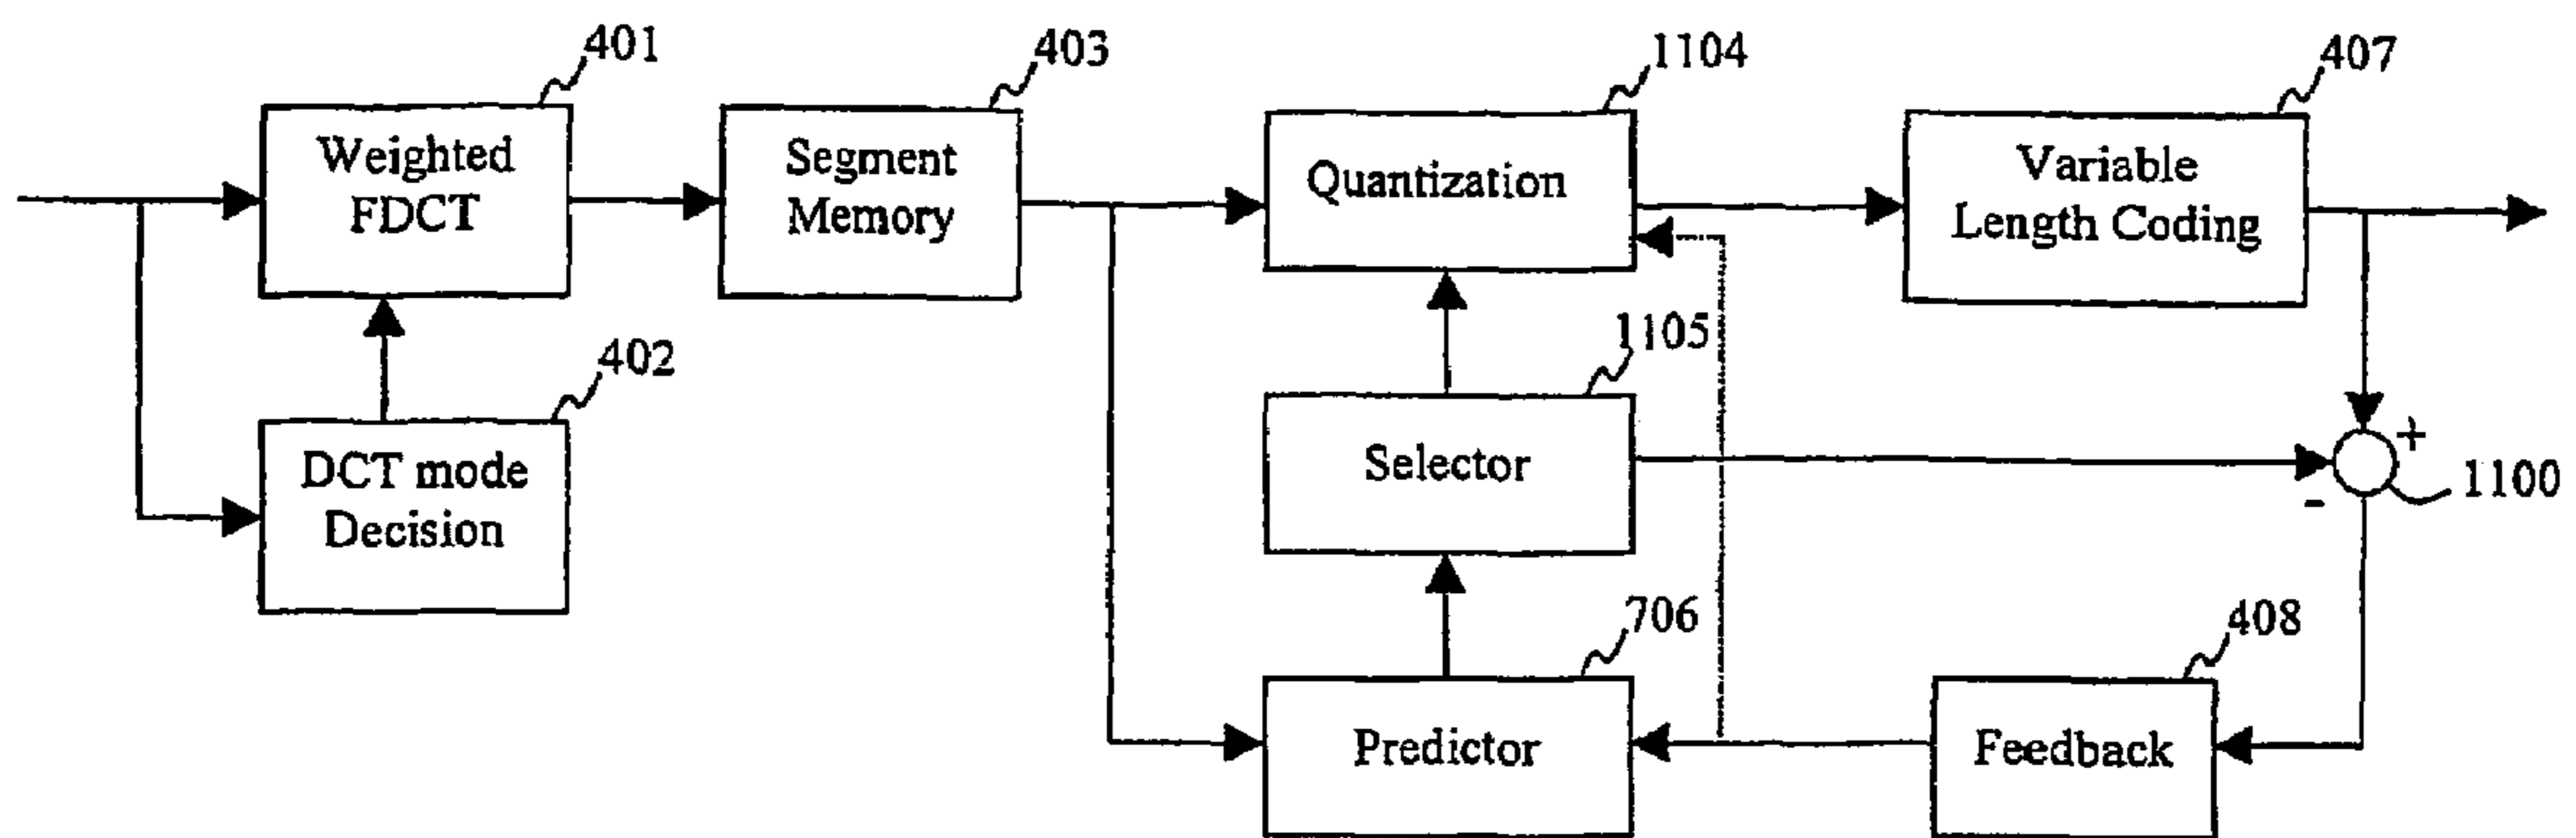 401
403
1104
407
Weighted
FDCT
Segment
Memory
Quantization
Variable
Length Coding
402
1105
DCT mode
Decision
Selector
+
-
1100
706
408
Predictor
Feedback